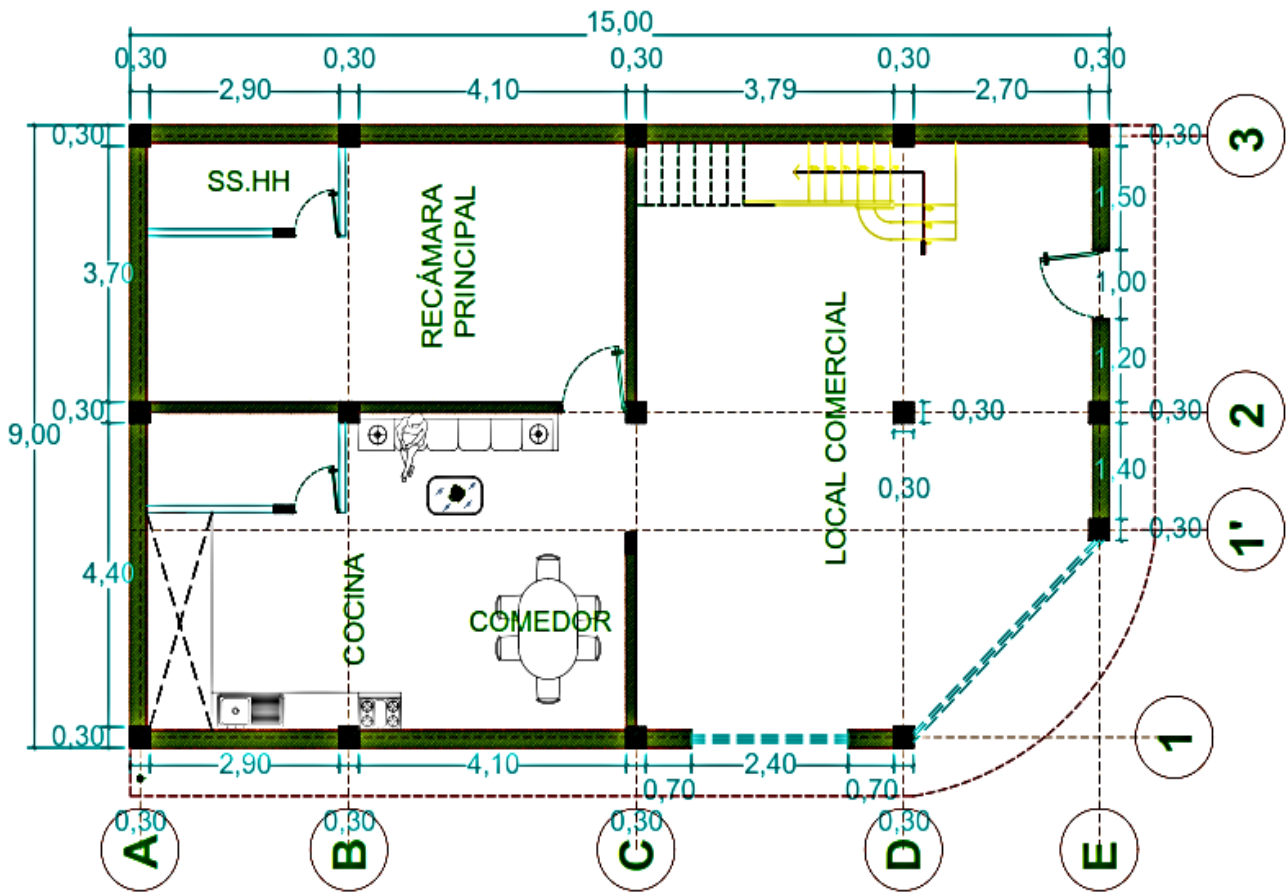 15,00
0,30 0,30 0,30 0,30 0,30
2,90 4,10 3,79 2,70
0,30 0,30 3
SS.HH
RECÁMARA
PRINCIPAL
1,50
3,70
1,00
LOCAL COMERCIAL
1,20
0,30 0,30 0,30 2
9,00
1,40
0,30
0,30 1'
4,40
COCINA
COMEDOR
0,30 1
2,90 4,10 2,40
0,70 0,70
0,30 0,30 0,30 0,30
A B C D E